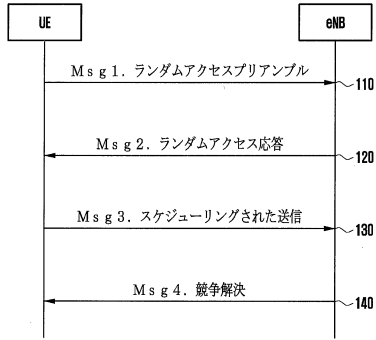 UE
eNB
Msg1.ランダムアクセスプリアンブル
110
Msg2.ランダムアクセス応答
120
Msg3.スケジューリングされた送信
130
Msg4.競争解決
140